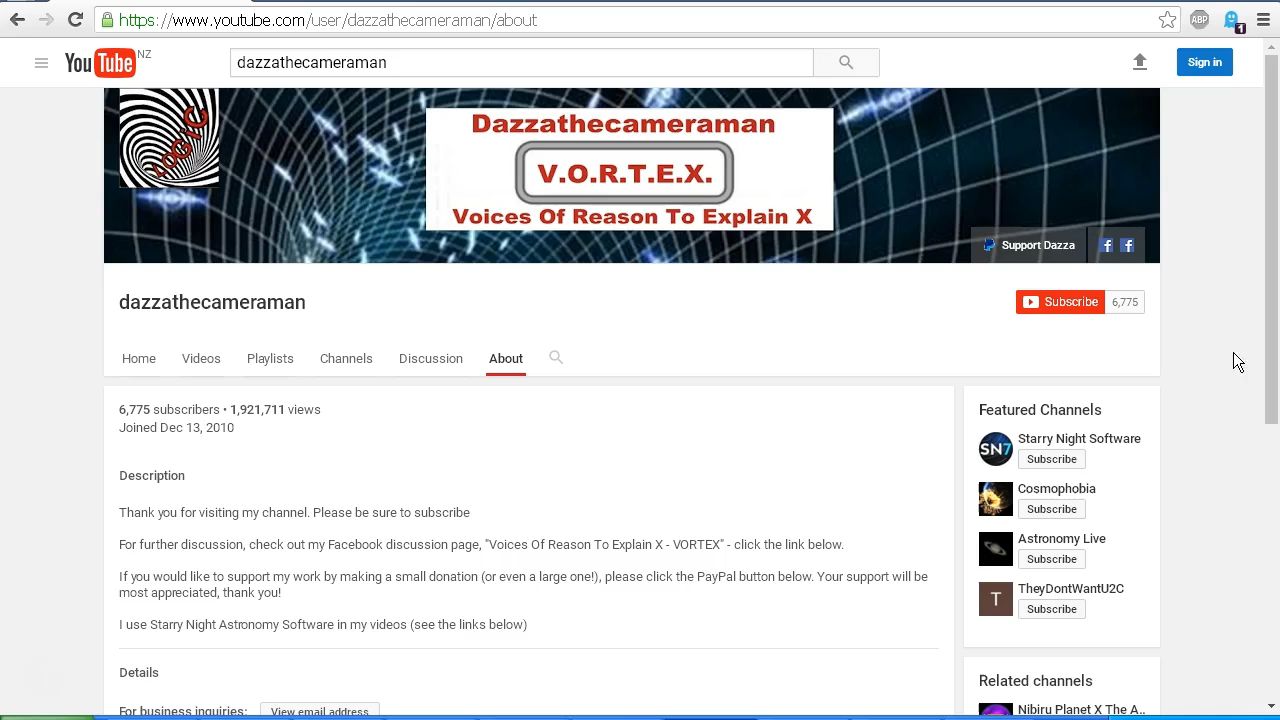 https://www.youtube.com/user/dazzathecameraman/about
ABP
1
YouTube NZ
dazzathecameraman
Sign in
LOGIC
Dazzathecameraman
V.O.R.T.E.X.
Voices Of Reason To Explain X
Support Dazza
dazzathecameraman
Subscribe 6,775
Home Videos Playlists Channels Discussion About
6,775 subscribers • 1,921,711 views
Joined Dec 13, 2010
Description
Thank you for visiting my channel. Please be sure to subscribe
For further discussion, check out my Facebook discussion page, "Voices Of Reason To Explain X - VORTEX" - click the link below.
If you would like to support my work by making a small donation (or even a large one!), please click the PayPal button below. Your support will be
most appreciated, thank you!
I use Starry Night Astronomy Software in my videos (see the links below)
Details
For business inquiries: View email address
Featured Channels
SN7
Starry Night Software
Subscribe
Cosmophobia
Subscribe
Astronomy Live
Subscribe
T
TheyDontWantU2C
Subscribe
Related channels
Nibiru Planet X The A..